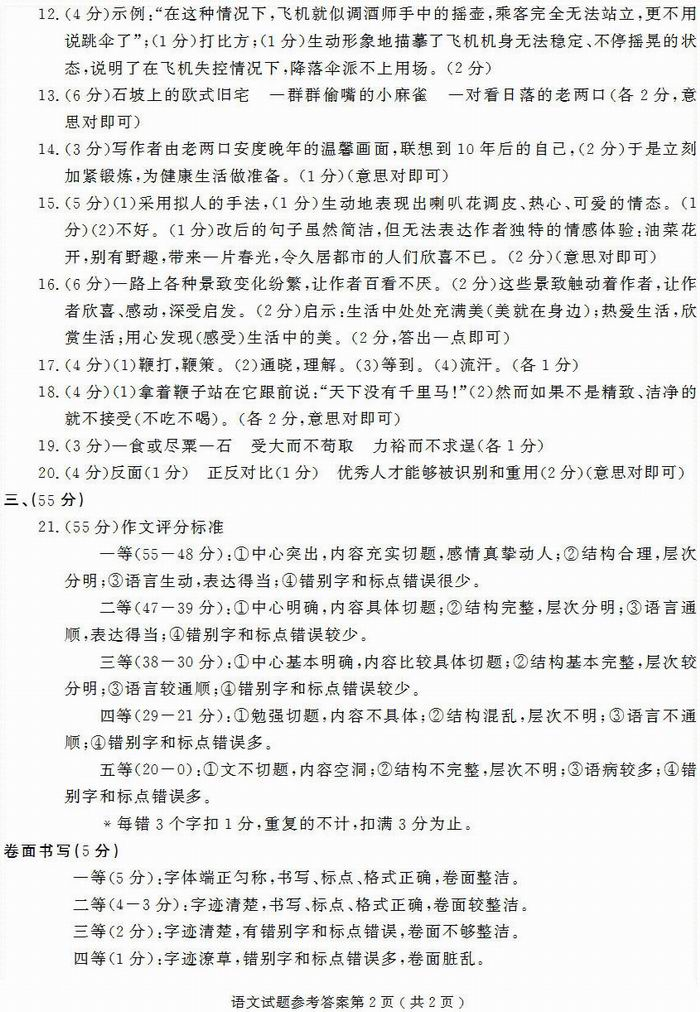 12.(4分)示例:“在这种情况下,飞机就似调酒师手中的摇壶,乘客完全无法站立,更不用
说跳伞了”;(1分)打比方;(1分)生动形象地描摹了飞机机身无法稳定、不停摇晃的状
态,说明了在飞机失控情况下,降落伞派不上用场。(2分)
13.(6分)石坡上的欧式旧宅 一群群偷嘴的小麻雀 一对看日落的老两口(各2分,意
思对即可)
14.(3分)写作者由老两口安度晚年的温馨画面,联想到10年后的自己,(2分)于是立刻
加紧锻炼,为健康生活做准备。(1分)(意思对即可)
15.(5分)(1)采用拟人的手法,(1分)生动地表现出喇叭花调皮、热心、可爱的情态。(1
分)(2)不好。(1分)改后的句子虽然简洁,但无法表达作者独特的情感体验:油菜花
开,别有野趣,带来一片春光,令久居都市的人们欣喜不已。(2分)(意思对即可)
16.(6分)一路上各种景致变化纷繁,让作者百看不厌。(2分)这些景致触动着作者,让作
者欣喜、感动,深受启发。(2分)启示:生活中处处充满美(美就在身边);热爱生活,欣
赏生活;用心发现(感受)生活中的美。(2分,答出一点即可)
17.(4分)(1)鞭打,鞭策。(2)通晓,理解。(3)等到。(4)流汗。(各1分)
18.(4分)(1)拿着鞭子站在它跟前说:“天下没有千里马!”(2)然而如果不是精致、洁净的
就不接受(不吃不喝)。(各2分,意思对即可)
19.(3分)一食或尽粟一石 受大而不苟取 力裕而不求逞(各1分)
20.(4分)反面(1分) 正反对比(1分) 优秀人才能够被识别和重用(2分)(意思对即可)
三、(55分)
21.(55分)作文评分标准
一等(55－48分):①中心突出,内容充实切题,感情真挚动人;②结构合理,层次
分明;③语言生动,表达得当;④错别字和标点错误很少。
二等(47－39分):①中心明确,内容具体切题;②结构完整,层次分明;③语言通
顺,表达得当;④错别字和标点错误较少。
三等(38－30分):①中心基本明确,内容比较具体切题;②结构基本完整,层次较
分明;③语言较通顺;④错别字和标点错误较少。
四等(29－21分):①勉强切题,内容不具体;②结构混乱,层次不明;③语言不通
顺;④错别字和标点错误多。
五等(20－0):①文不切题,内容空洞;②结构不完整,层次不明;③语病较多;④错
别字和标点错误多。
*每错3个字扣1分,重复的不计,扣满3分为止。
卷面书写(5分)
一等(5分):字体端正匀称,书写、标点、格式正确,卷面整洁。
二等(4－3分):字迹清楚,书写、标点、格式正确,卷面较整洁。
三等(2分):字迹清楚,有错别字和标点错误,卷面不够整洁。
四等(1分):字迹潦草,错别字和标点错误多,卷面脏乱。
语文试题参考答案第2页(共2页)